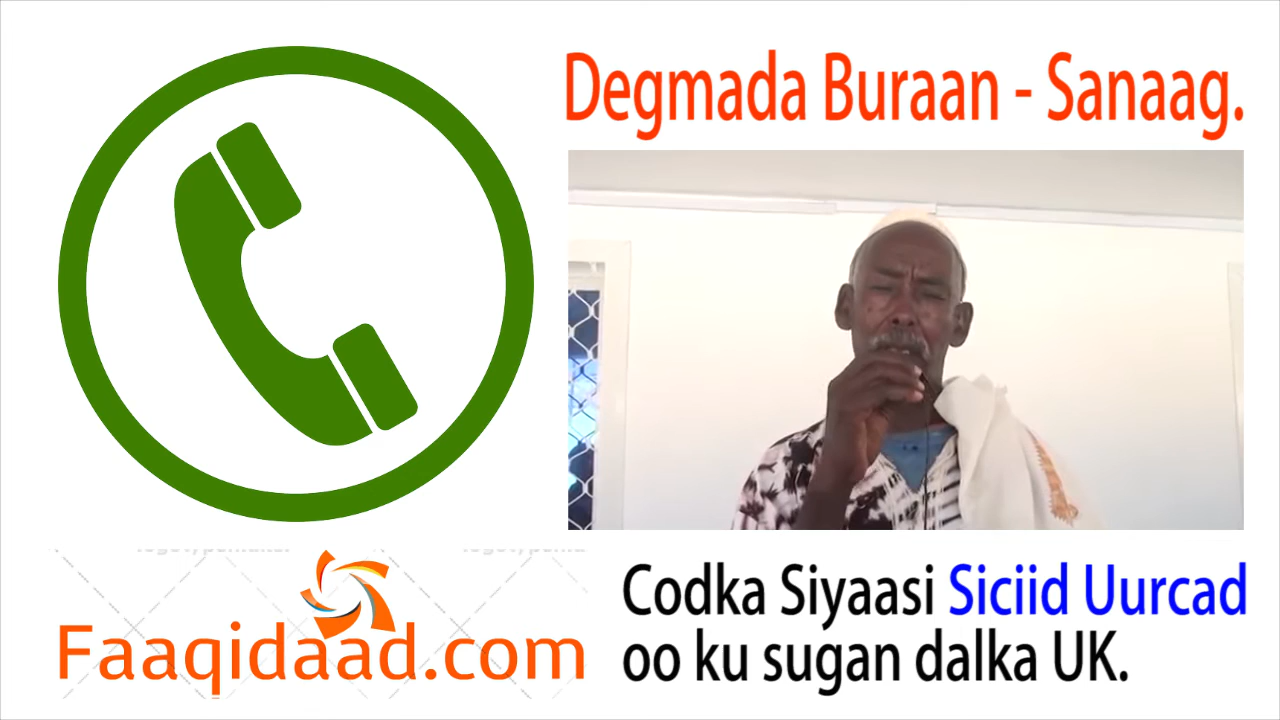 Degmada Buraan - Sanaag.
Faaqidaad.com
Codka Siyaasi Siciid Uurcad
oo ku sugan dalka UK.